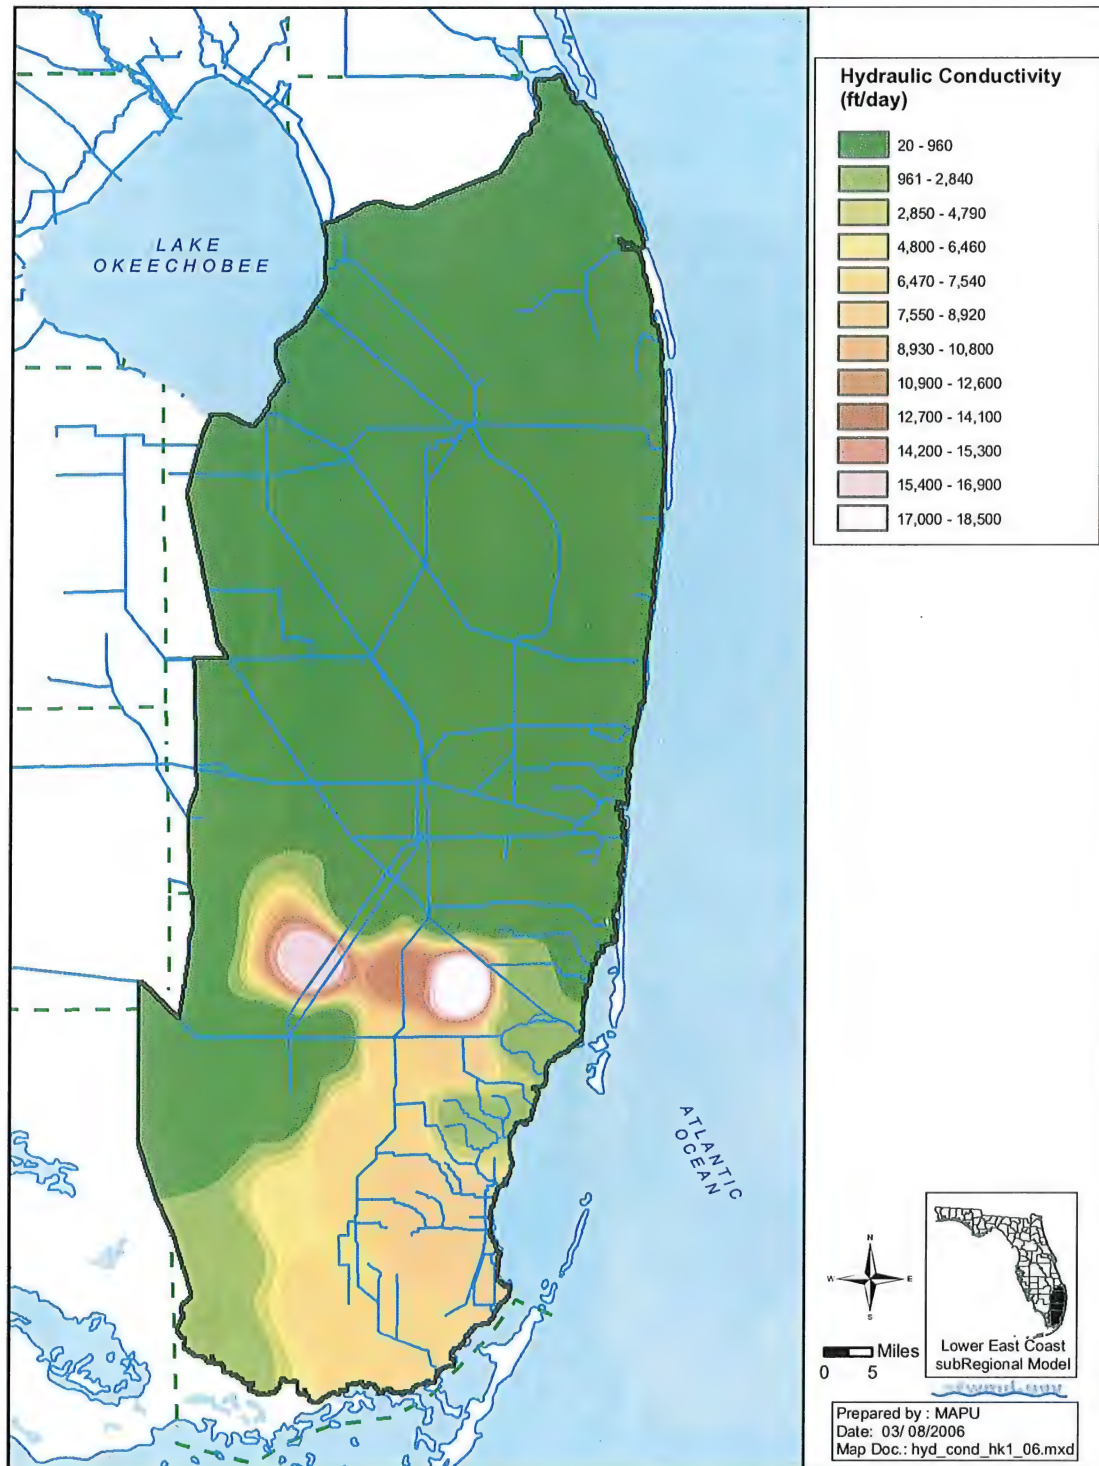 LAKE
OKEECHOBEE
ATLANTIC
OCEAN
Hydraulic Conductivity
(ft/day)
20 - 960
961 - 2,840
2,850 - 4,790
4,800 - 6,460
6,470 - 7,540
7,550 - 8,920
8,930 - 10,800
10,900 - 12,600
12,700 - 14,100
14,200 - 15,300
15,400 - 16,900
17,000 - 18,500
N
W E
S
Miles
0 5
Lower East Coast
subRegional Model
Prepared by : MAPU
Date: 03/ 08/2006
Map Doc.: hyd_cond_hk1_06.mxd